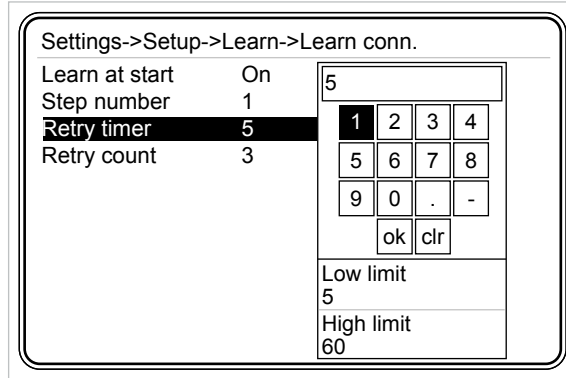 Settings->Setup->Learn->Learn conn.
Learn at start On
Step number 1
Retry timer 5
Retry count 3
5
1 2 3 4
5 6 7 8
9 0 . -
ok clr
Low limit
5
High limit
60